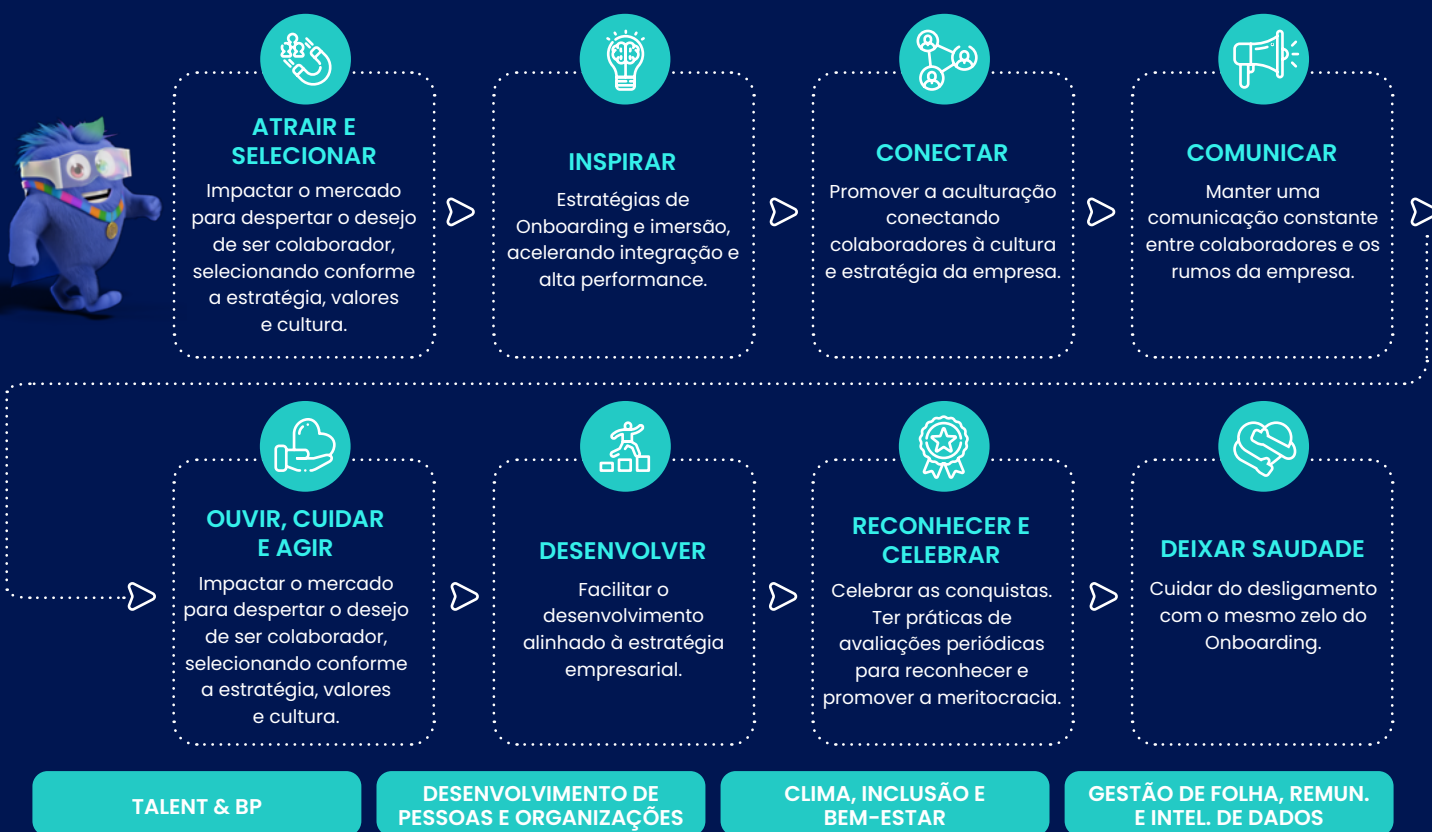 ATRAIR E
SELECIONAR
Impactar o mercado
para despertar o desejo
de ser colaborador,
selecionando conforme
a estratégia, valores
e cultura.
INSPIRAR
Estratégias de
Onboarding e imersão,
acelerando integração e
alta performance.
CONECTAR
Promover a aculturação
conectando
colaboradores à cultura
e estratégia da empresa.
COMUNICAR
Manter uma
comunicação constante
entre colaboradores e os
rumos da empresa.
OUVIR, CUIDAR
E AGIR
Impactar o mercado
para despertar o desejo
de ser colaborador,
selecionando conforme
a estratégia, valores
e cultura.
DESENVOLVER
Facilitar o
desenvolvimento
alinhado à estratégia
empresarial.
RECONHECER E
CELEBRAR
Celebrar as conquistas.
Ter práticas de
avaliações periódicas
para reconhecer e
promover a meritocracia.
DEIXAR SAUDADE
Cuidar do desligamento
com o mesmo zelo do
Onboarding.
TALENT & BP
DESENVOLVIMENTO DE
PESSOAS E ORGANIZAÇÕES
CLIMA, INCLUSÃO E
BEM-ESTAR
GESTÃO DE FOLHA, REMUN.
E INTEL. DE DADOS